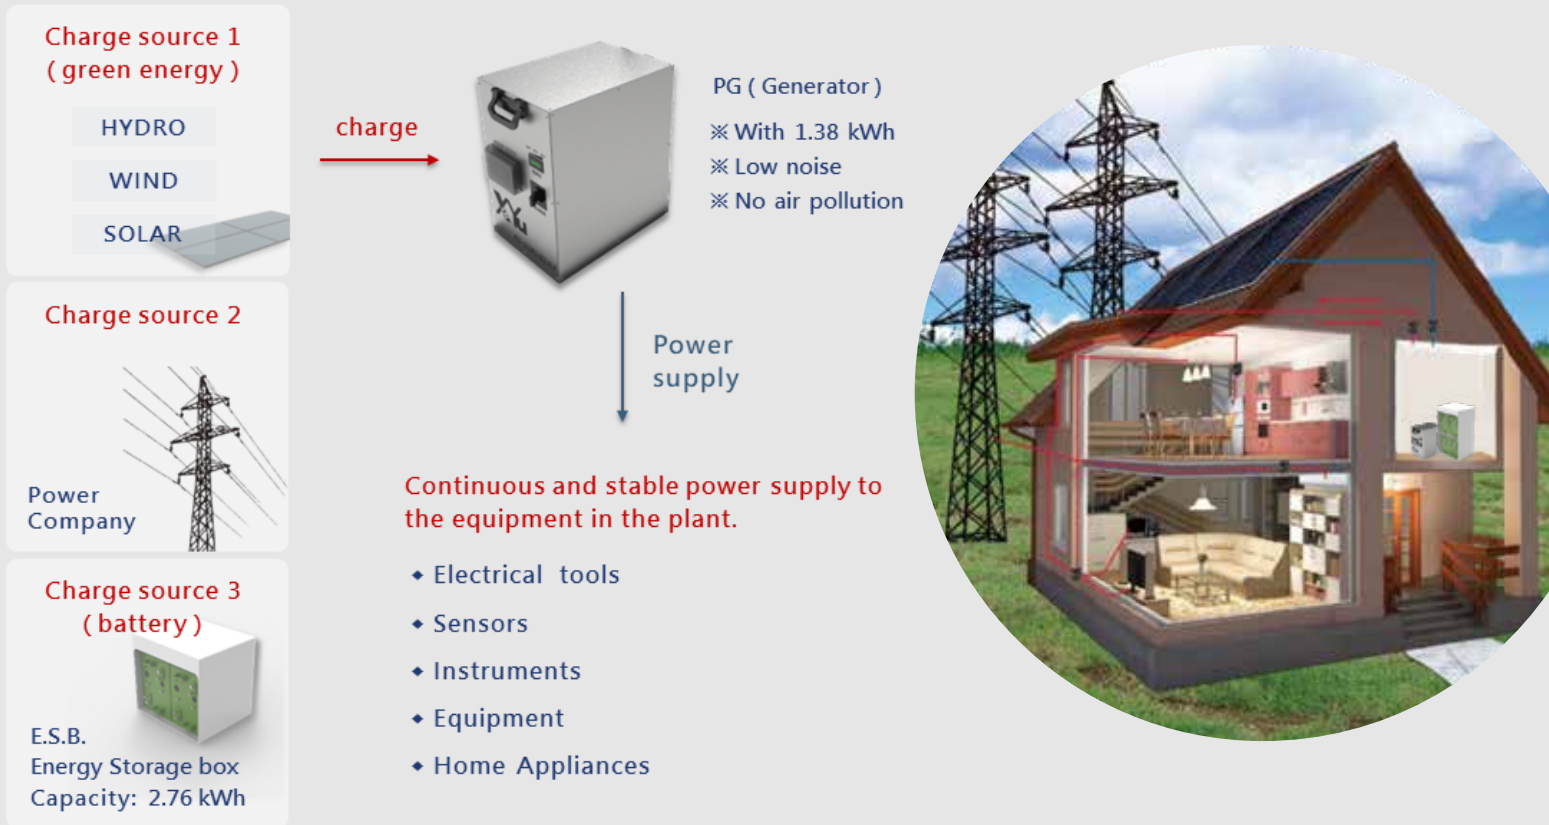 Charge source 1
( green energy )
HYDRO
WIND
SOLAR
charge
PG ( Generator )
※ With 1.38 kWh
※ Low noise
※ No air pollution
Charge source 2
Power
Company
Power
supply
Continuous and stable power supply to
the equipment in the plant.
◆ Electrical tools
◆ Sensors
◆ Instruments
◆ Equipment
◆ Home Appliances
Charge source 3
( battery )
E.S.B.
Energy Storage box
Capacity: 2.76 kWh